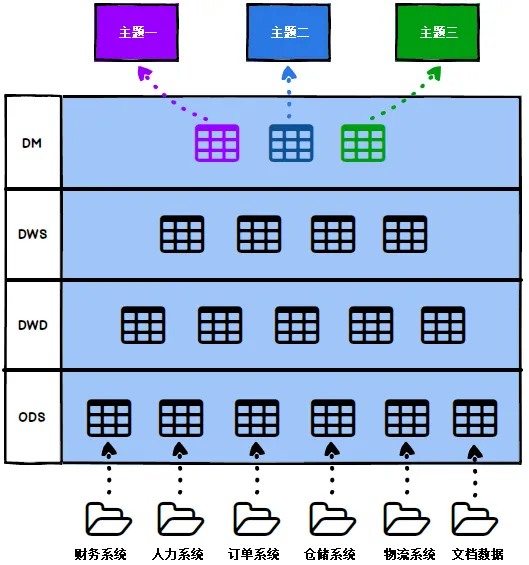 主题一
主题二
主题三
DM
DWS
DWD
ODS
财务系统
人力系统
订单系统
仓储系统
物流系统
文档数据